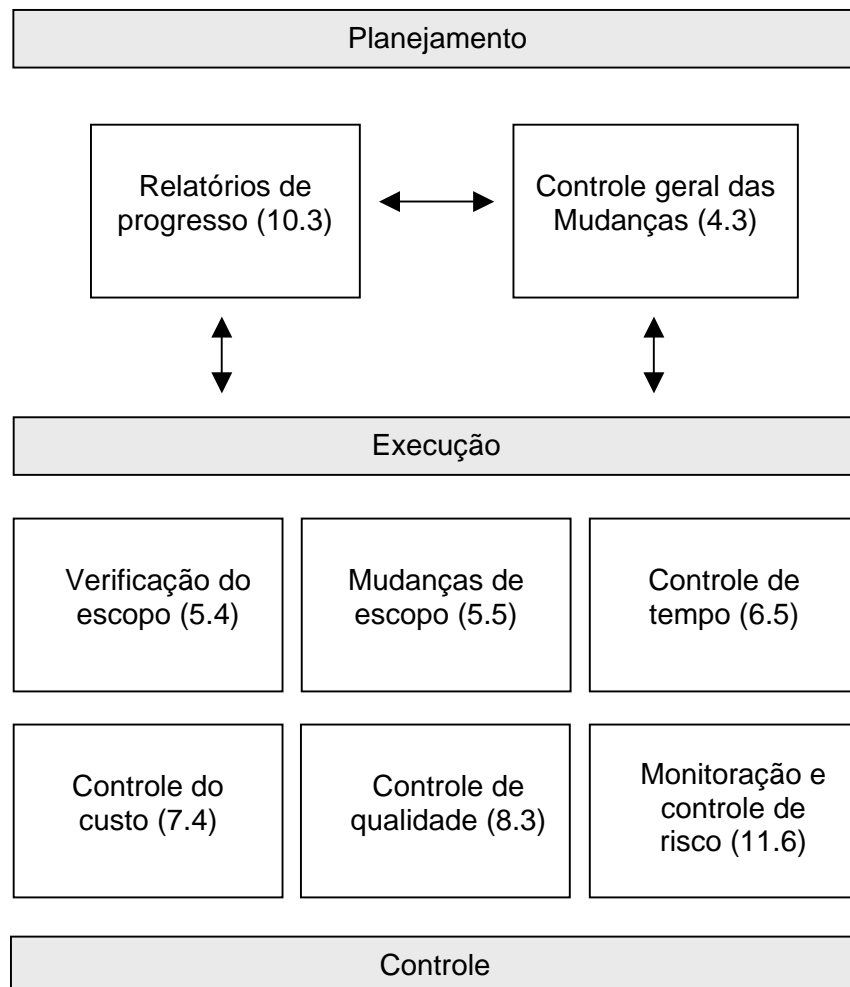 Planejamento
Relatórios de
progresso (10.3)
Controle geral das
Mudanças (4.3)
Execução
Verificação do
escopo (5.4)
Mudanças de
escopo (5.5)
Controle de
tempo (6.5)
Controle do
custo (7.4)
Controle de
qualidade (8.3)
Monitoração e
controle de
risco (11.6)
Controle